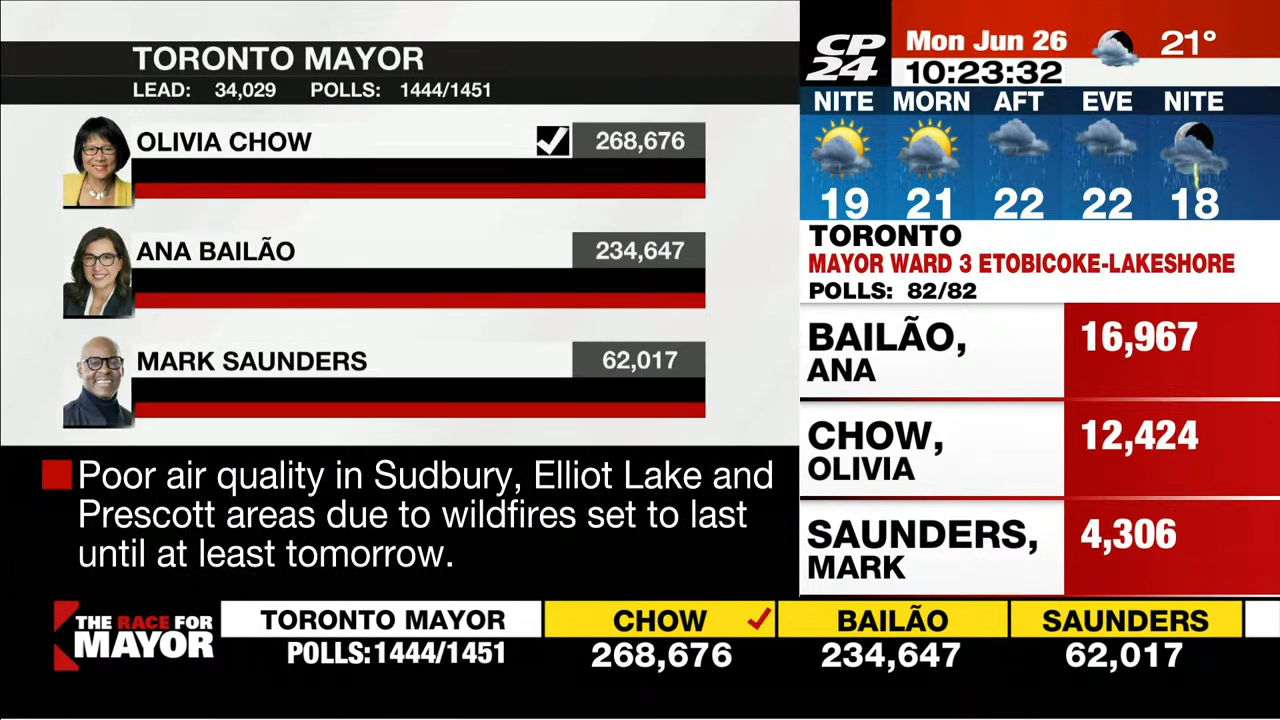 TORONTO MAYOR
LEAD: 34,029 POLLS: 1444/1451
OLIVIA CHOW 268,676
ANA BAILÃO 234,647
MARK SAUNDERS 62,017
Poor air quality in Sudbury, Elliot Lake and
Prescott areas due to wildfires set to last
until at least tomorrow.
CP
24
Mon Jun 26 21°
10:23:32
NITE MORN AFT EVE NITE
19 21 22 22 18
TORONTO
MAYOR WARD 3 ETOBICOKE-LAKESHORE
POLLS: 82/82
BAILÃO, 16,967
ANA
CHOW, 12,424
OLIVIA
SAUNDERS, 4,306
MARK
THE RACE FOR
MAYOR
TORONTO MAYOR CHOW BAILÃO SAUNDERS
POLLS:1444/1451 268,676 234,647 62,017